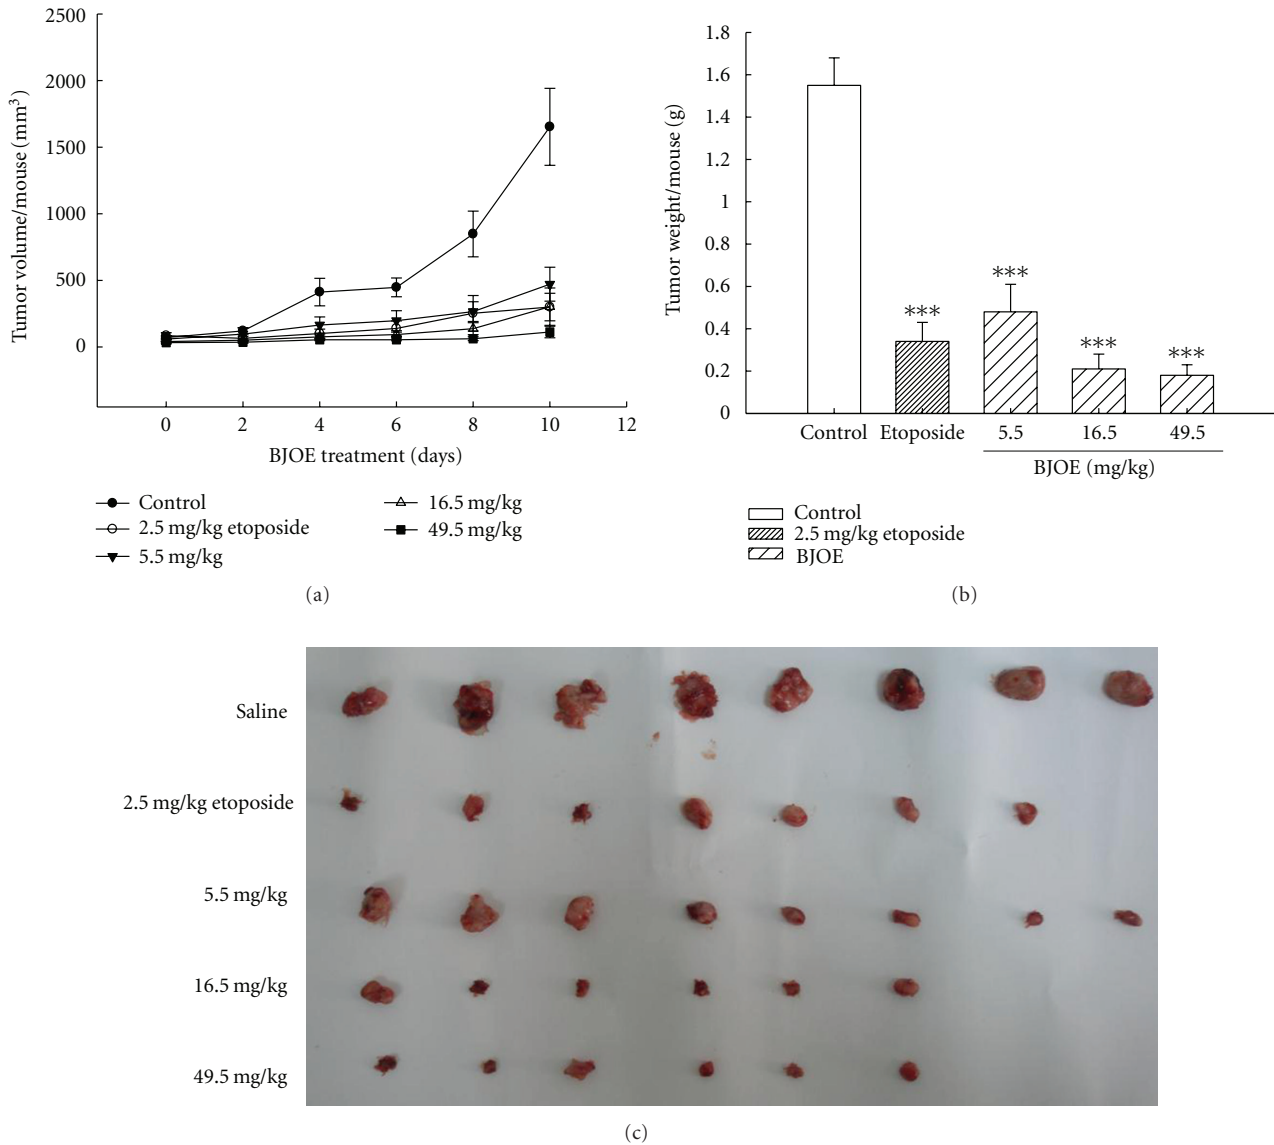 2500
2000
1500
1000
500
0
Tumor volume/mouse (mm³)
0 2 4 6 8 10 12
BJOE treatment (days)
Control
2.5 mg/kg etoposide
5.5 mg/kg
16.5 mg/kg
49.5 mg/kg
(a)
1.8
1.6
1.4
1.2
1
0.8
0.6
0.4
0.2
0
Tumor weight/mouse (g)
***
***
***
***
Control Etoposide 5.5 16.5 49.5
BJOE (mg/kg)
Control
2.5 mg/kg etoposide
BJOE
(b)
Saline
2.5 mg/kg etoposide
5.5 mg/kg
16.5 mg/kg
49.5 mg/kg
(c)